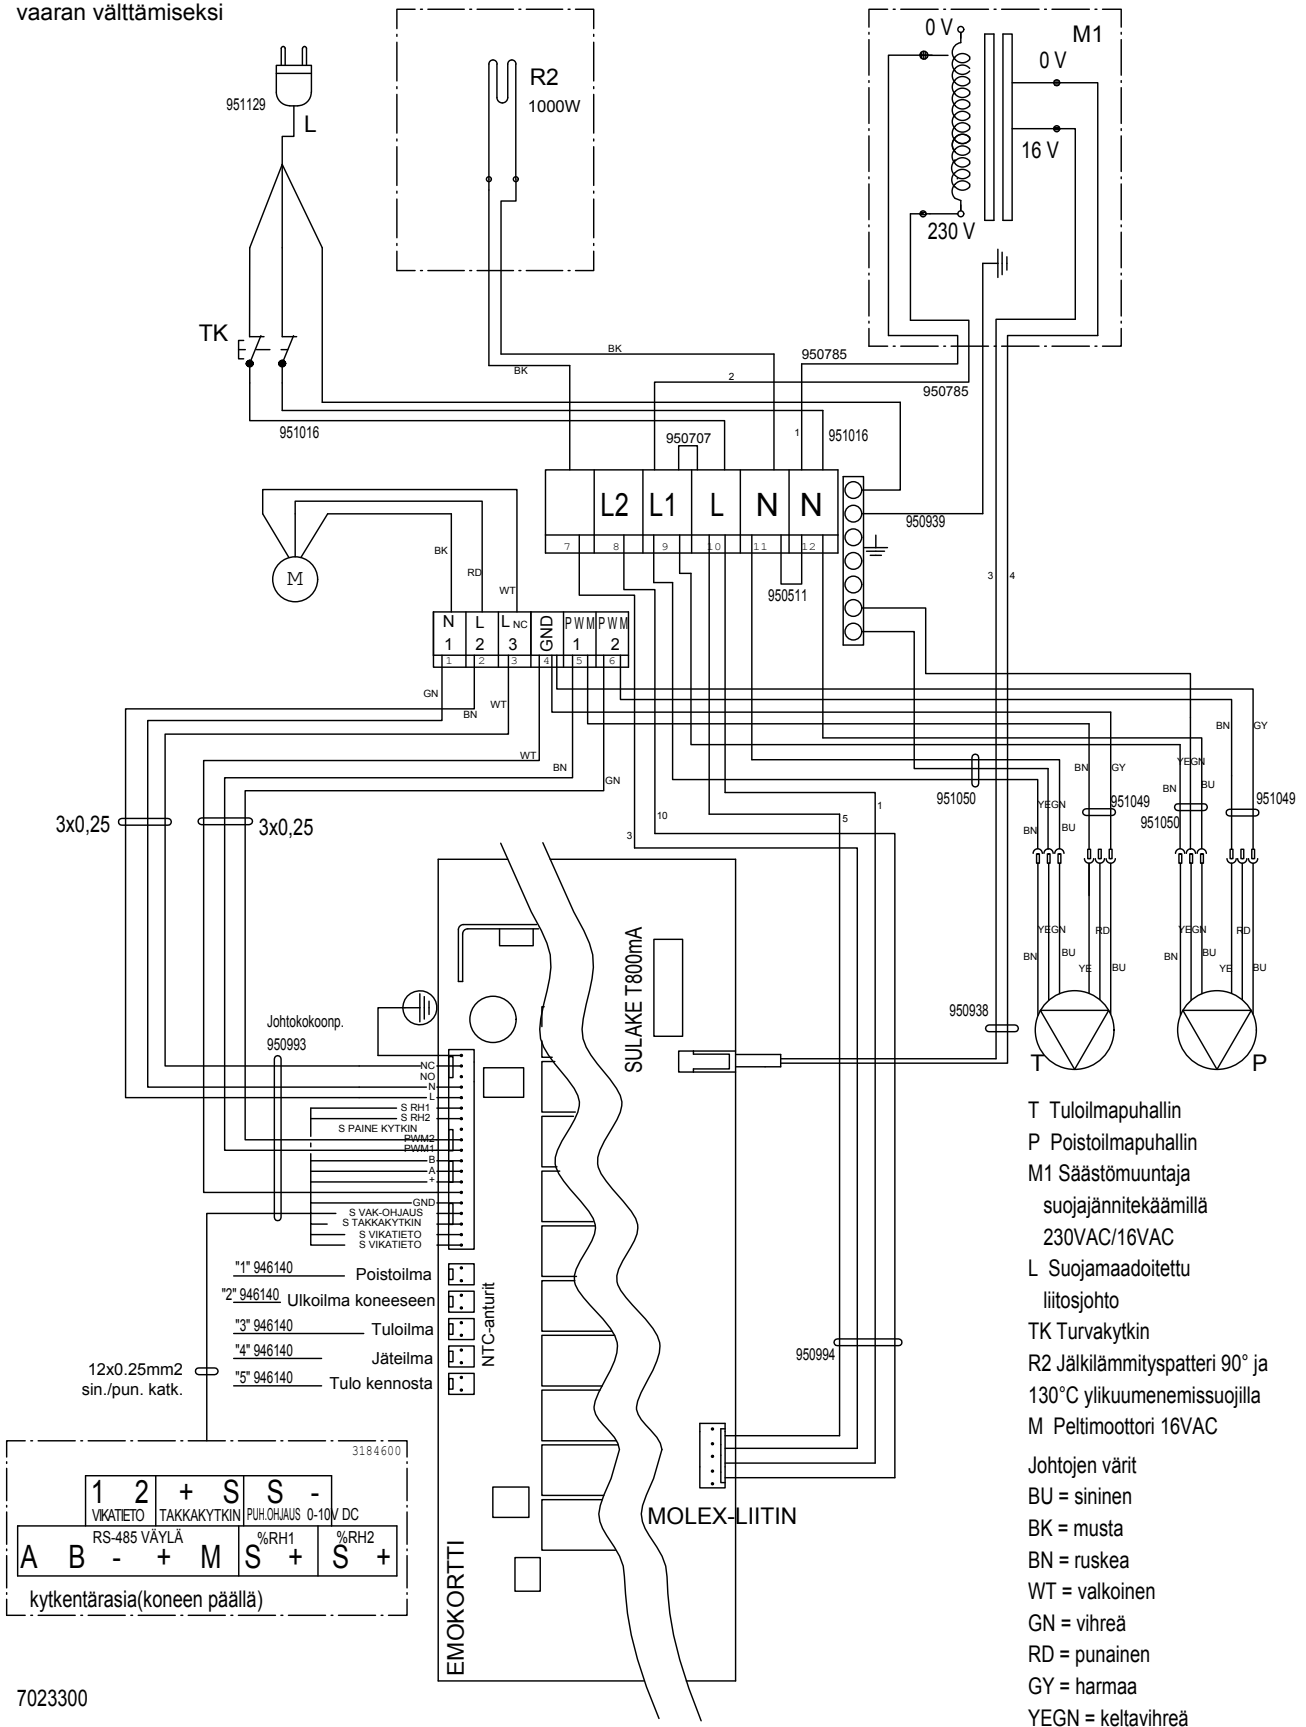 vaaran välttämiseksi
951129
L
R2
1000W
0 V
M1
0 V
16 V
230 V
TK
BK
BK
950785
2
950785
951016
950707
1
951016
L2 L1 L N N
7 8 9 10 11 12
950939
950511
3 4
M
BK
RD
WT
N L L NC GND PWM PWM
1 2 3 1 2
1 2 3 4 5 6
GN
BN
WT
WT
BN
GN
BN GY
YEGN
BN GY
BN BU
951050
951049
951050
951049
YEGN
BN BU
1
5
10
3
3x0,25
3x0,25
SULAKE T800mA
YEGN RD YEGN RD
BN BU YE BU BN BU YE BU
950938
T P
Johtokokoonp.
950993
NC
NO
N
L
S RH1
S RH2
S PAINE KYTKIN
PWM2
PWM1
B
A
+
GND
S VAK-OHJAUS
S TAKKAKYTKIN
S VIKATIETO
S VIKATIETO
"1" 946140 Poistoilma
"2" 946140 Ulkoilma koneeseen
"3" 946140 Tuloilma
"4" 946140 Jäteilma
"5" 946140 Tulo kennosta
NTC-anturit
12x0.25mm2
sin./pun. katk.
950994
MOLEX-LIITIN
EMOKORTTI
3184600
1 2 + S S -
VIKATIETO TAKKAKYTKIN PUH.OHJAUS 0-10V DC
RS-485 VÄYLÄ %RH1 %RH2
A B - + M S + S +
kytkentärasia(koneen päällä)
7023300
T Tuloilmapuhallin
P Poistoilmapuhallin
M1 Säästömuuntaja
suojajännitekäämillä
230VAC/16VAC
L Suojamaadoitettu
liitosjohto
TK Turvakytkin
R2 Jälkilämmityspatteri 90° ja
130°C ylikuumenemissuojilla
M Peltimoottori 16VAC
Johtojen värit
BU = sininen
BK = musta
BN = ruskea
WT = valkoinen
GN = vihreä
RD = punainen
GY = harmaa
YEGN = keltavihreä